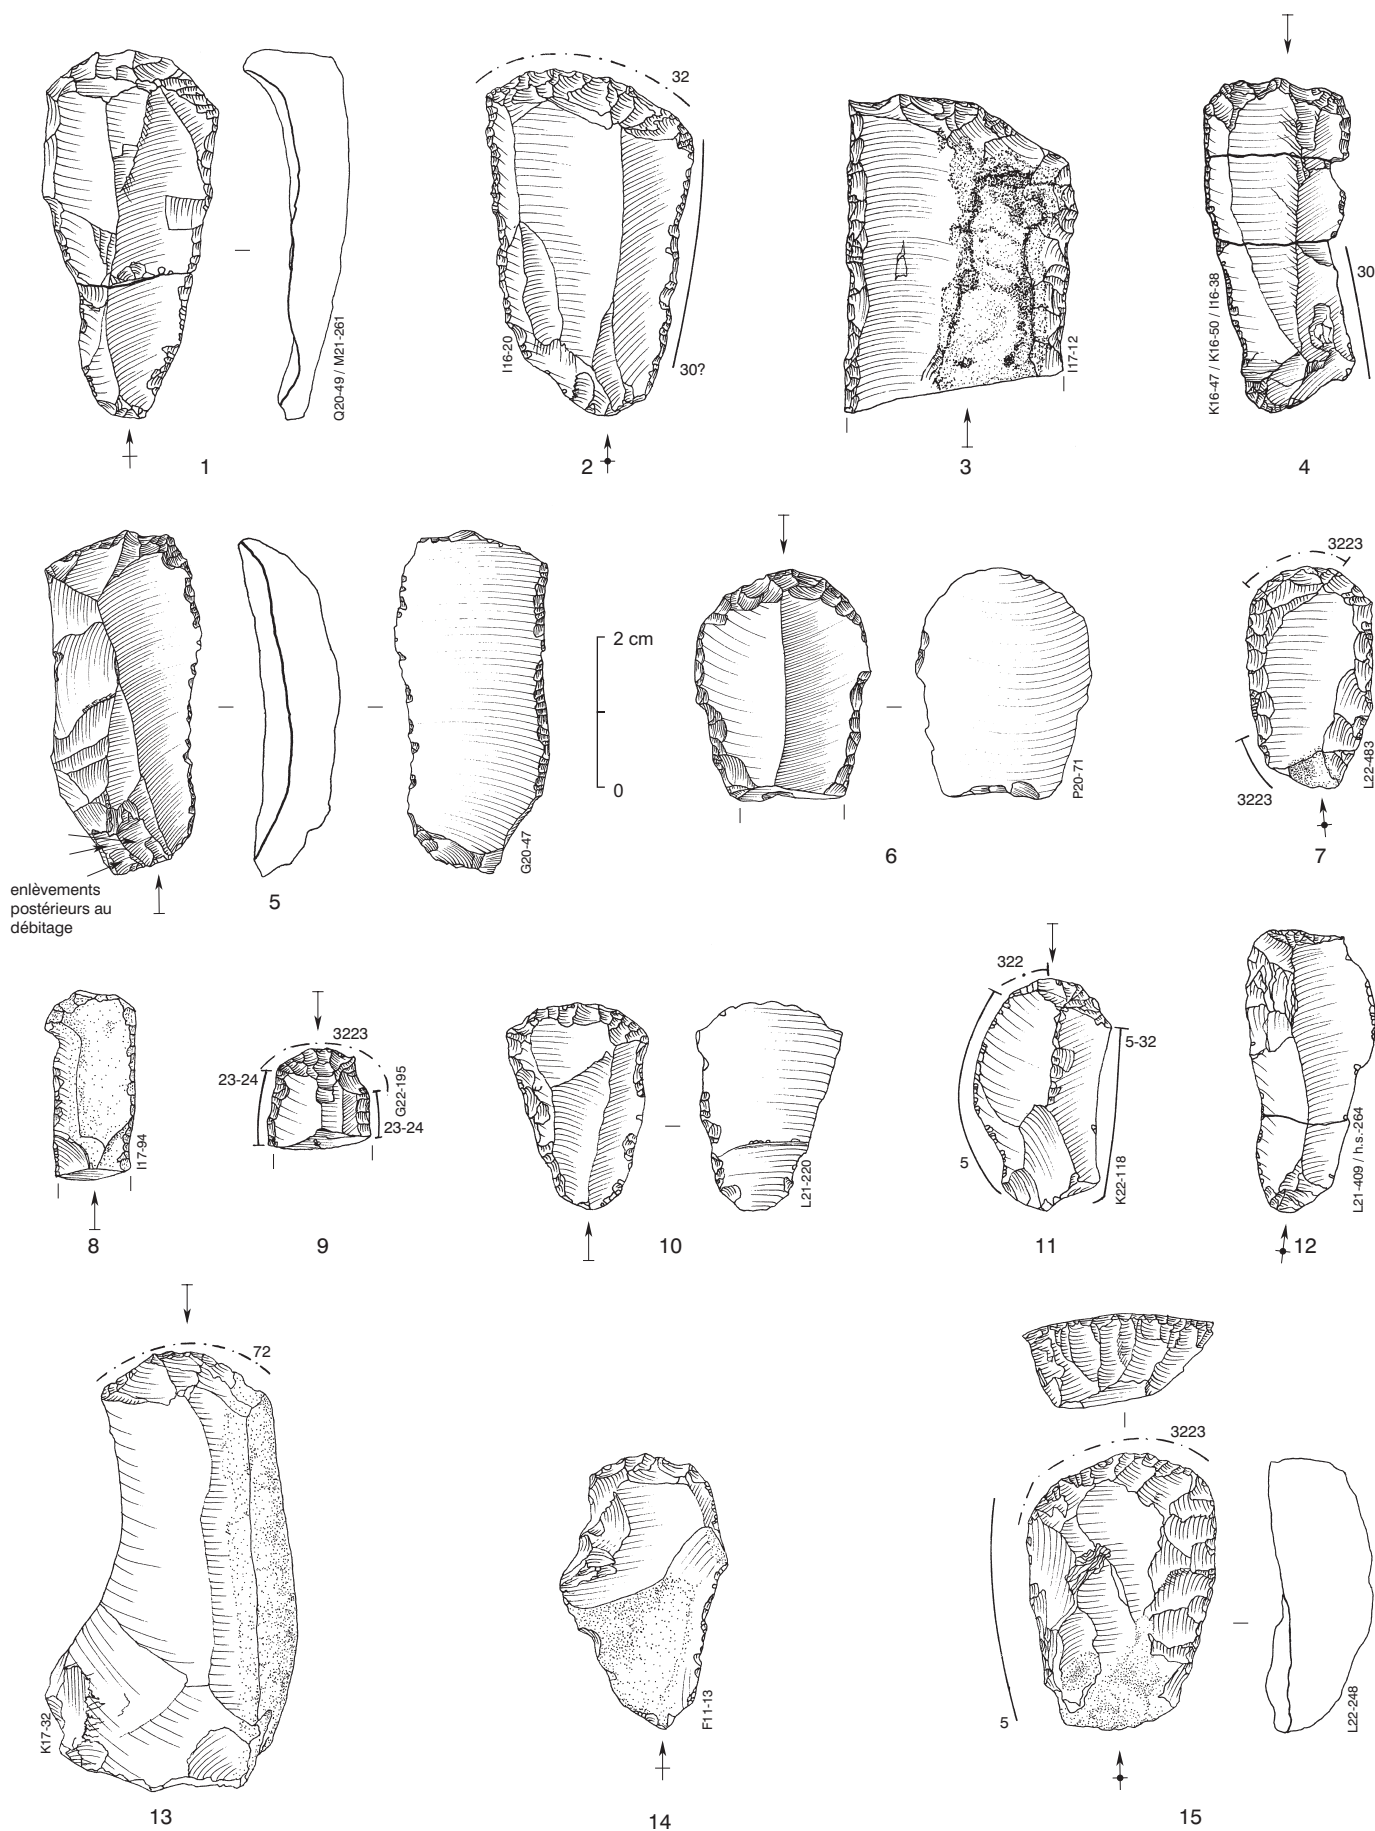 Q20-49 / M21-261
1
32
I16-20
30?
2
I17-12
3
K16-47 / K16-50 / I16-38
30
4
enlèvements
postérieurs au
débitage
5
G20-47
2 cm
0
P20-71
6
3223
3223
L22-483
7
I17-94
8
3223
23-24
G22-195
23-24
9
L21-220
10
322
5-32
5
K22-118
11
L21-409 / h.s.-264
12
72
K17-32
13
F11-13
14
3223
5
L22-248
15